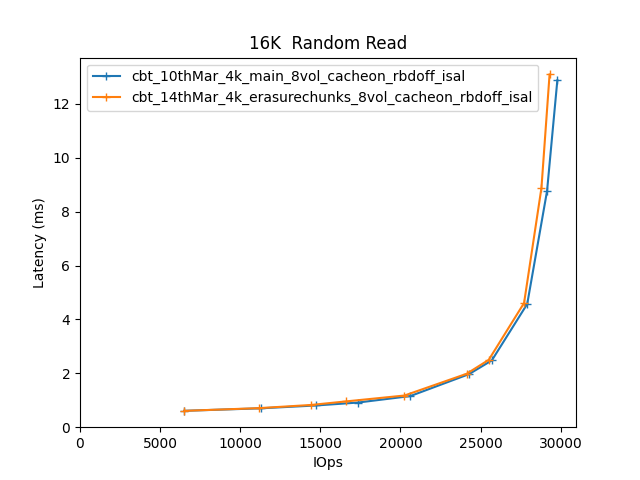 16K  Random Read
cbt_10thMar_4k_main_8vol_cacheon_rbdoff_isal
cbt_14thMar_4k_erasurechunks_8vol_cacheon_rbdoff_isal
12
10
8
6
4
2
0
Latency (ms)
0 5000 10000 15000 20000 25000 30000
IOps